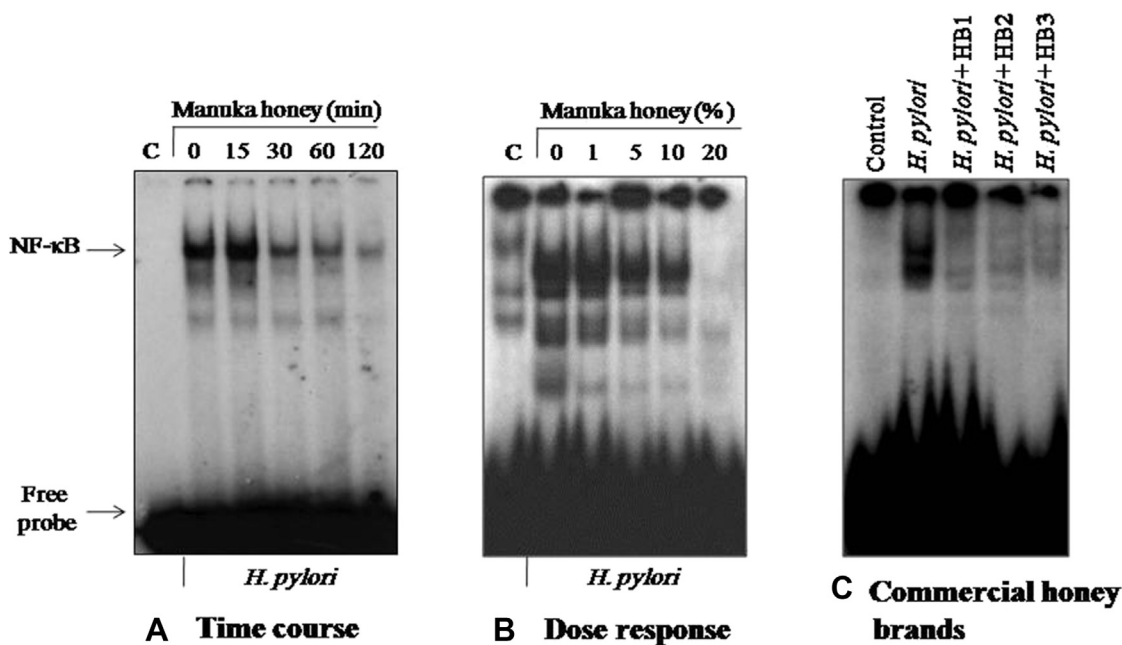 Manuka honey (min)
C 0 15 30 60 120
NF-κB
Free
probe
H. pylori
A Time course
Manuka honey (%)
C 0 1 5 10 20
H. pylori
B Dose response
Control
H. pylori
H. pylori+HB1
H. pylori+HB2
H. pylori+HB3
C Commercial honey
brands